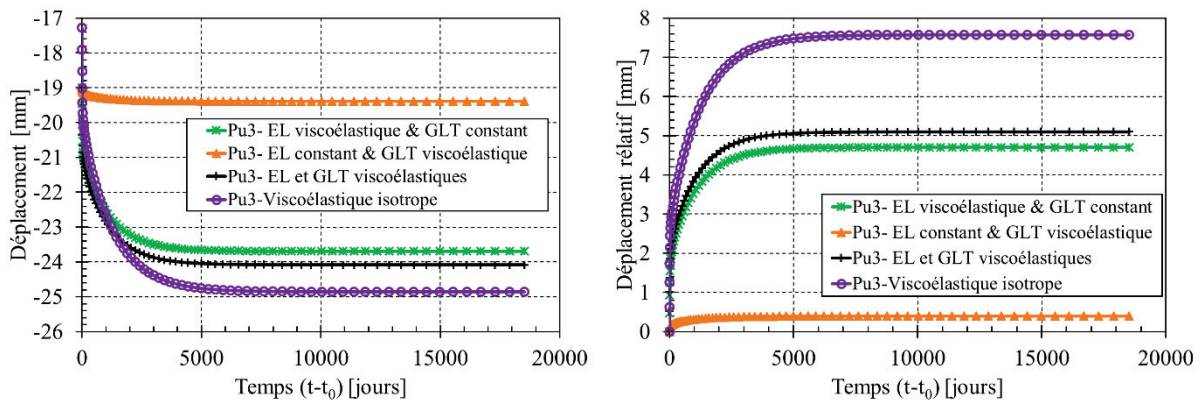 -17
-18
-19
-20
-21
-22
-23
-24
-25
-26
Déplacement [mm]
Pu3- EL viscoélastique & GLT constant
Pu3- EL constant & GLT viscoélastique
Pu3- EL et GLT viscoélastiques
Pu3-Viscoélastique isotrope
0 5000 10000 15000 20000
Temps (t-t0) [jours]
8
7
6
5
4
3
2
1
0
Déplacement rélatif [mm]
Pu3- EL viscoélastique & GLT constant
Pu3- EL constant & GLT viscoélastique
Pu3- EL et GLT viscoélastiques
Pu3-Viscoélastique isotrope
0 5000 10000 15000 20000
Temps (t-t0) [jours]